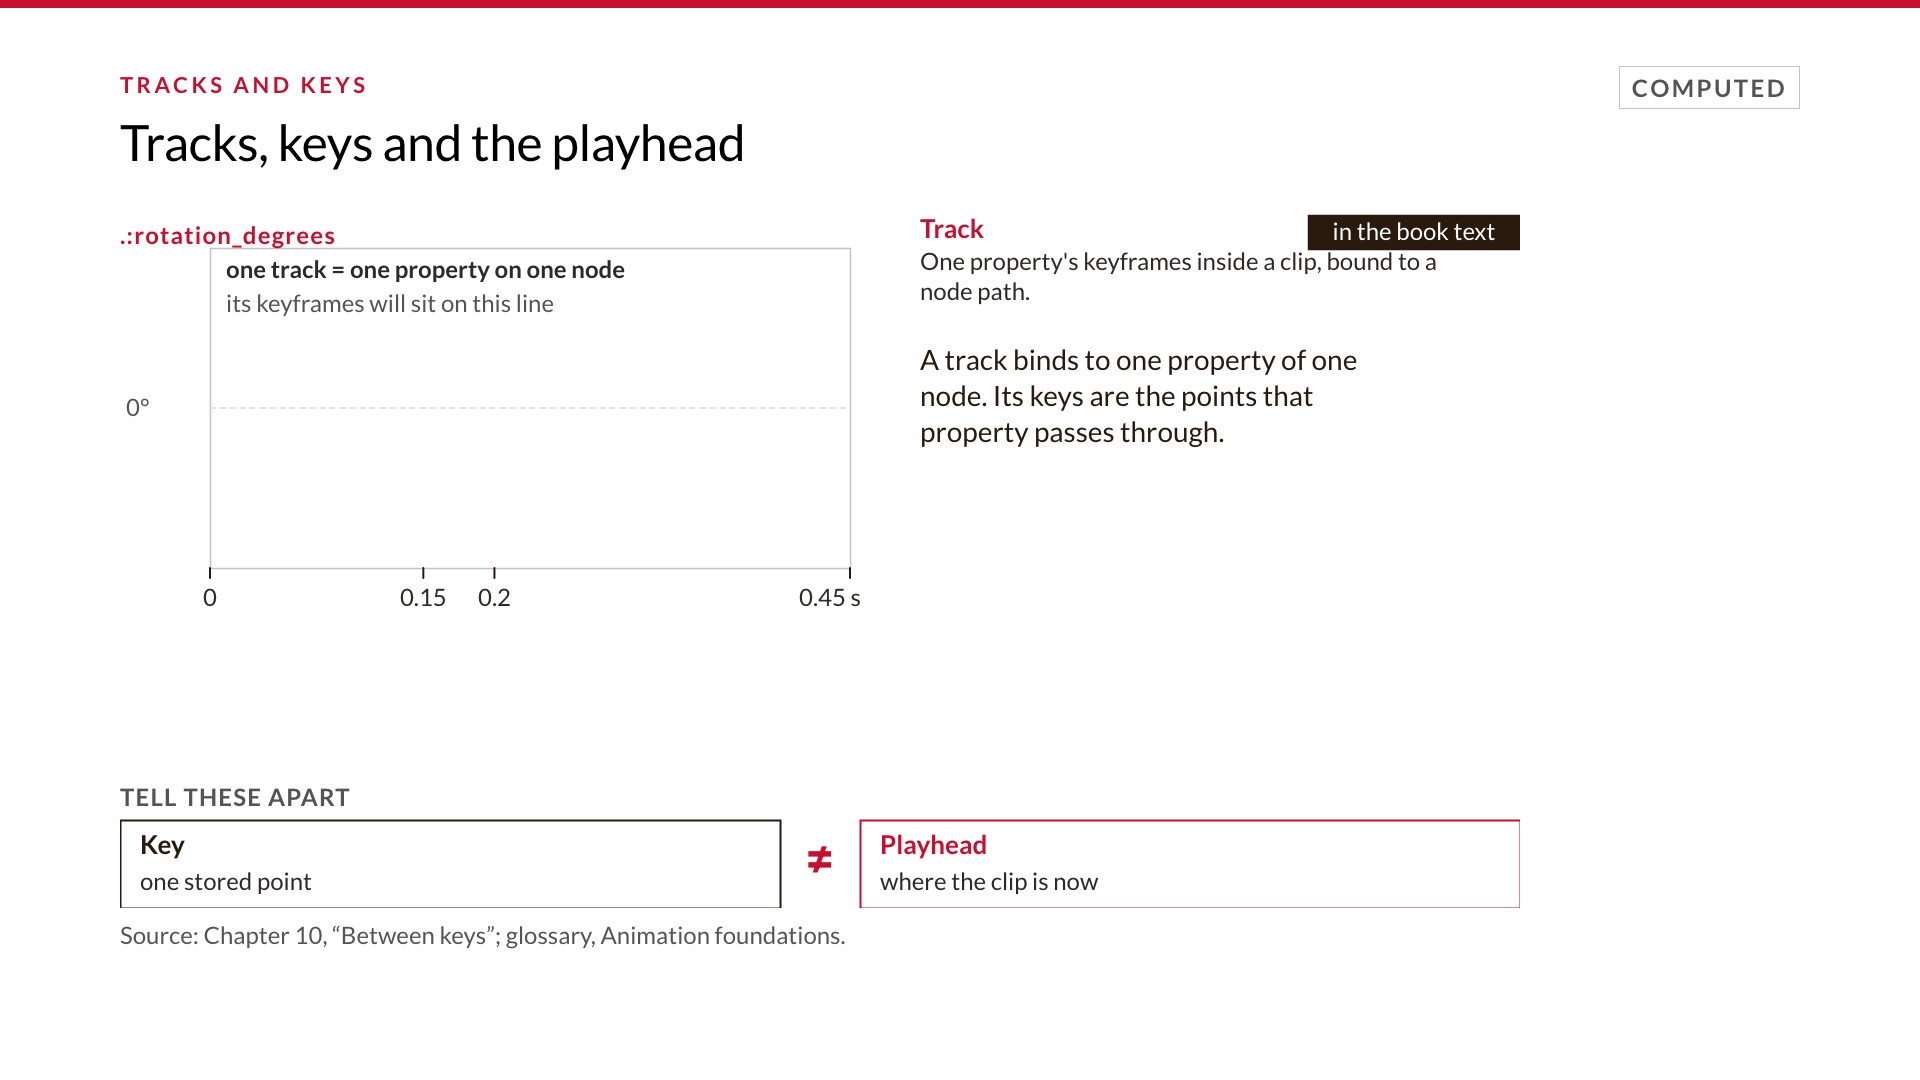 TRACKS AND KEYS
COMPUTED
Tracks, keys and the playhead
.:rotation_degrees
one track = one property on one node
its keyframes will sit on this line
0°
0 0.15 0.2 0.45 s
Track
in the book text
One property's keyframes inside a clip, bound to a
node path.
A track binds to one property of one
node. Its keys are the points that
property passes through.
TELL THESE APART
Key
one stored point
≠
Playhead
where the clip is now
Source: Chapter 10, “Between keys”; glossary, Animation foundations.